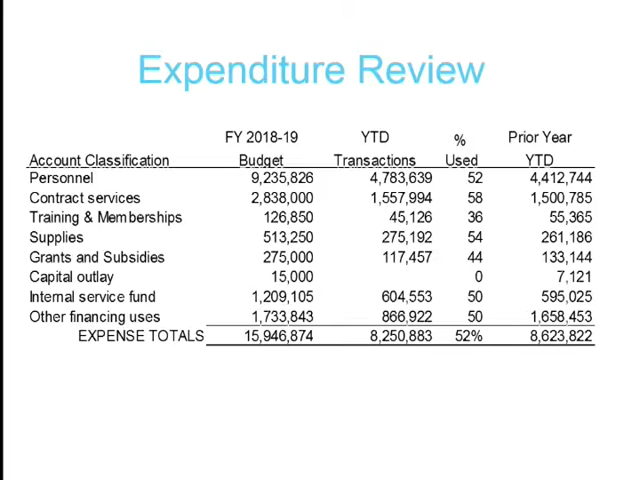 Expenditure Review
FY 2018-19 YTD % Prior Year
Account Classification Budget Transactions Used YTD
Personnel 9,235,826 4,783,639 52 4,412,744
Contract services 2,838,000 1,557,994 58 1,500,785
Training & Memberships 126,850 45,126 36 55,365
Supplies 513,250 275,192 54 261,186
Grants and Subsidies 275,000 117,457 44 133,144
Capital outlay 15,000 0 7,121
Internal service fund 1,209,105 604,553 50 595,025
Other financing uses 1,733,843 866,922 50 1,658,453
EXPENSE TOTALS 15,946,874 8,250,883 52% 8,623,822